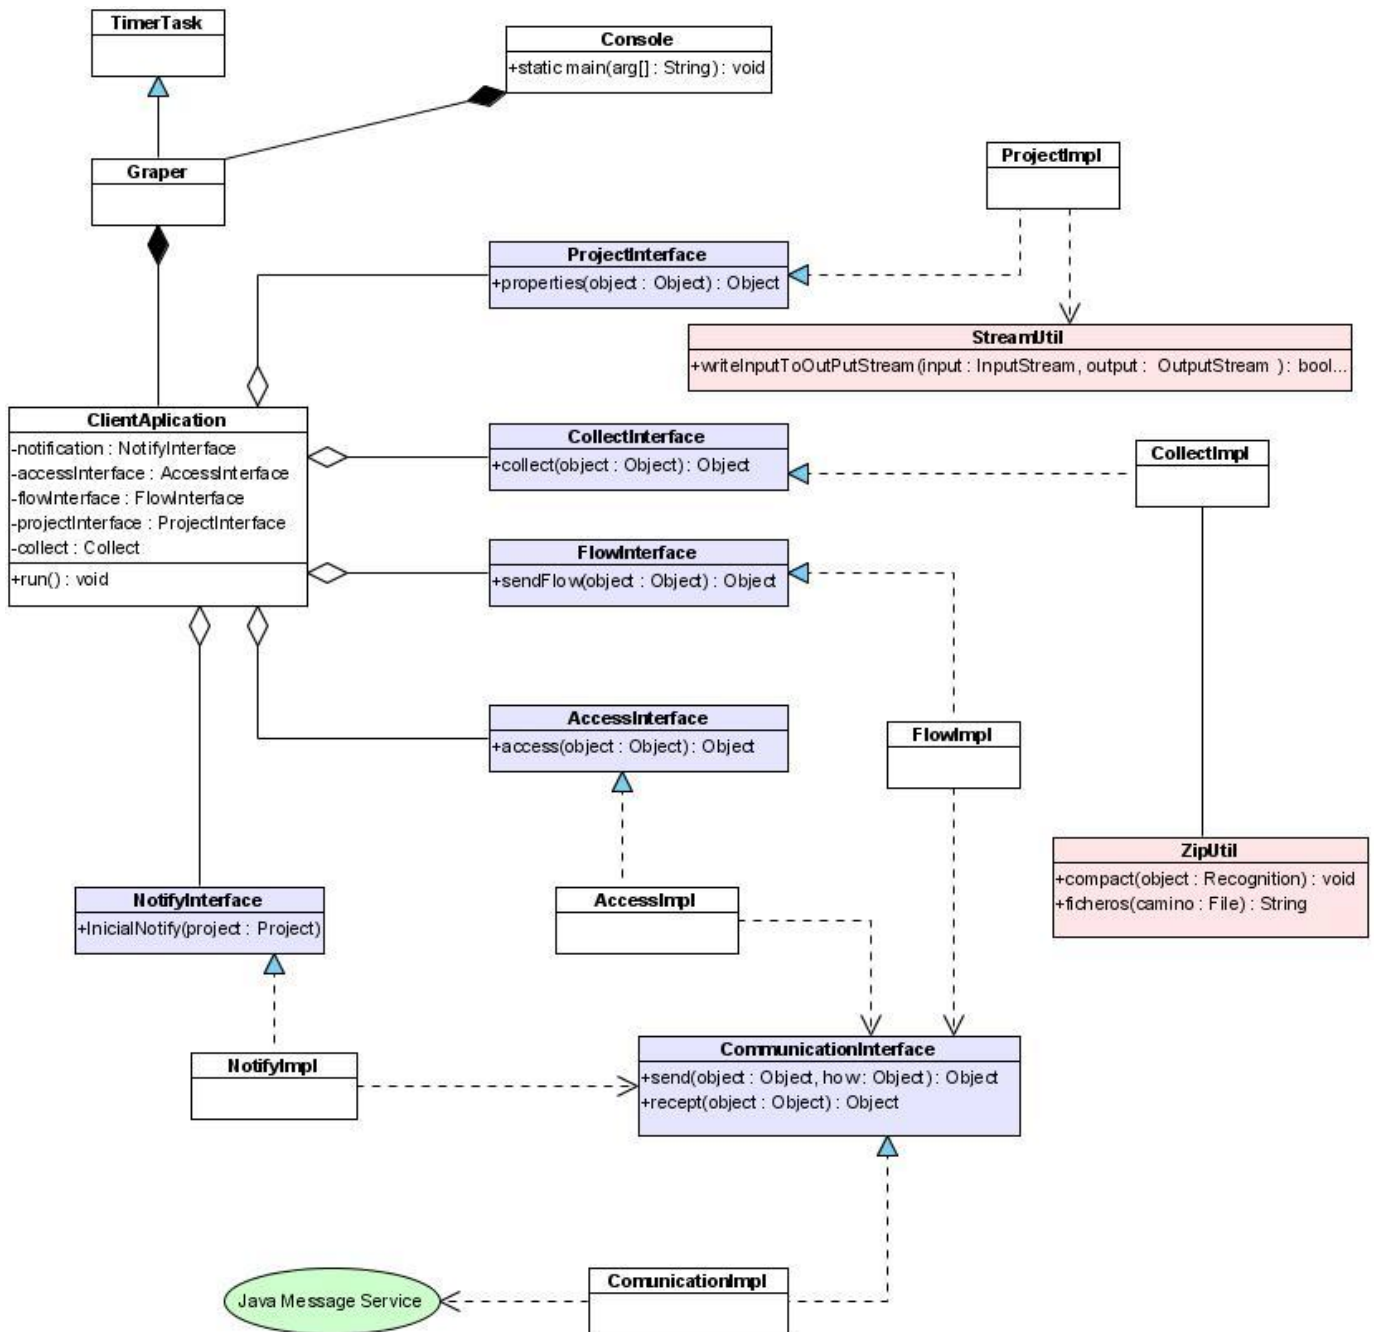 TimerTask
Console
+static main(arg[] : String) : void
Graper
ProjectImpl
ProjectInterface
+properties(object : Object) : Object
StreamUtil
+writeInputToOutPutStream(input : InputStream, output : OutputStream ) : bool...
ClientAplication
-notification : NotifyInterface
-accessInterface : AccessInterface
-flowInterface : FlowInterface
-projectInterface : ProjectInterface
-collect : Collect
+run() : void
CollectInterface
+collect(object : Object) : Object
CollectImpl
FlowInterface
+sendFlow(object : Object) : Object
AccessInterface
+access(object : Object) : Object
FlowImpl
ZipUtil
+compact(object : Recognition) : void
+ficheros(camino : File) : String
NotifyInterface
+InicialNotify(project : Project)
AccessImpl
CommunicationInterface
+send(object : Object, how : Object) : Object
+recept(object : Object) : Object
NotifyImpl
Java Message Service
ComunicationImpl